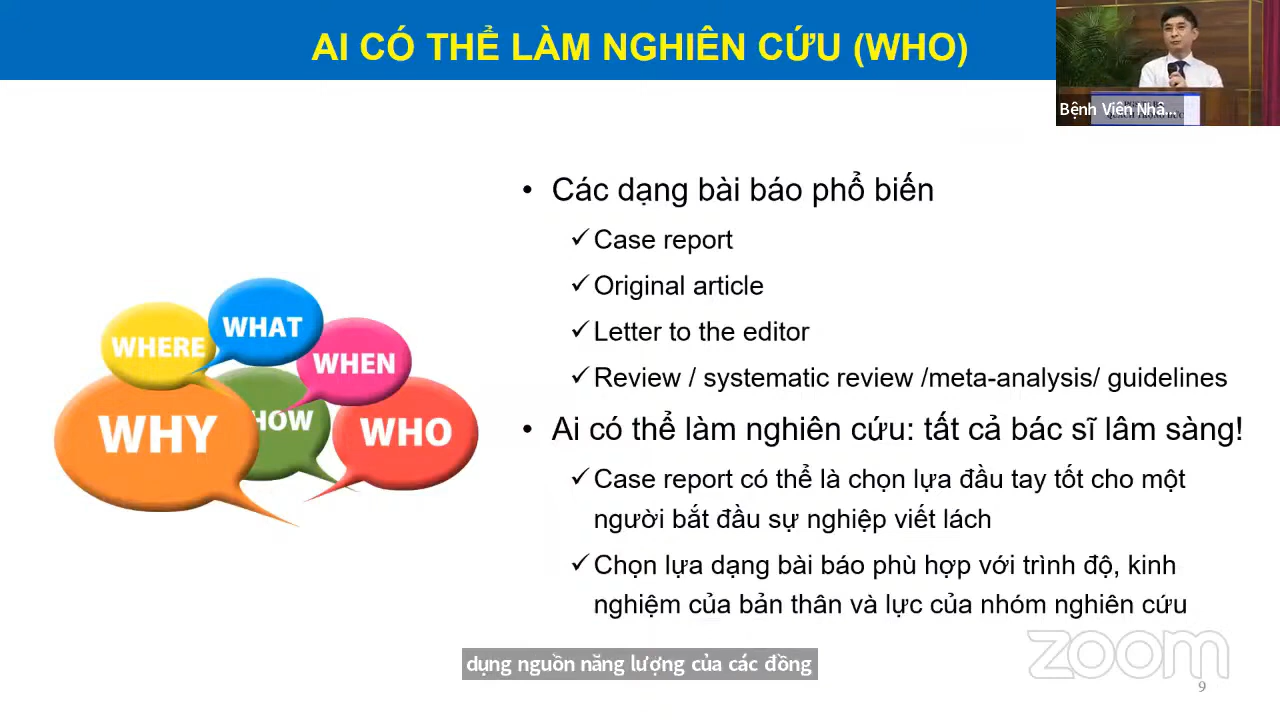 AI CÓ THỂ LÀM NGHIÊN CỨU (WHO)
Bệnh Viên Nhâ...
• Các dạng bài báo phổ biến
✓Case report
✓Original article
✓Letter to the editor
✓Review / systematic review /meta-analysis/ guidelines
• Ai có thể làm nghiên cứu: tất cả bác sĩ lâm sàng!
✓Case report có thể là chọn lựa đầu tay tốt cho một
người bắt đầu sự nghiệp viết lách
✓Chọn lựa dạng bài báo phù hợp với trình độ, kinh
nghiệm của bản thân và lực của nhóm nghiên cứu
WHERE
WHAT
WHEN
WHY
HOW
WHO
dụng nguồn năng lượng của các đồng
zoom
9